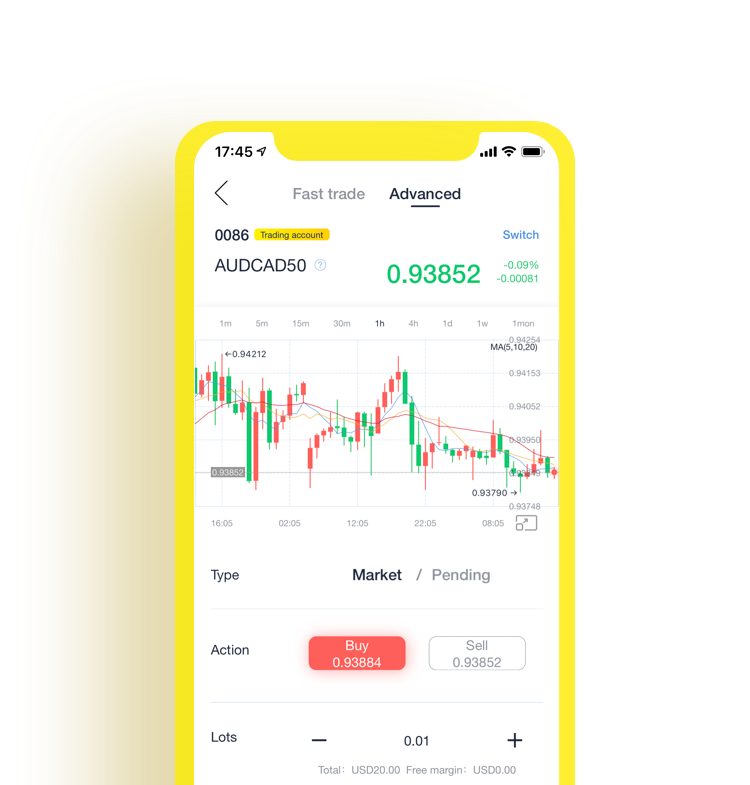 17:45
Fast trade Advanced
0086 Trading account Switch
AUDCAD50 ? 0.93852 -0.09%
-0.00081
1m 5m 15m 30m 1h 4h 1d 1w 1mon
0.94254
MA(5,10,20)
←0.94212
0.94153
0.94052
0.93950
0.93852
0.93790 →
0.93748
16:05 02:05 12:05 22:05 08:05
Type Market / Pending
Action Buy Sell
0.93884 0.93852
Lots − 0.01 +
Total: USD20.00 Free margin: USD0.00